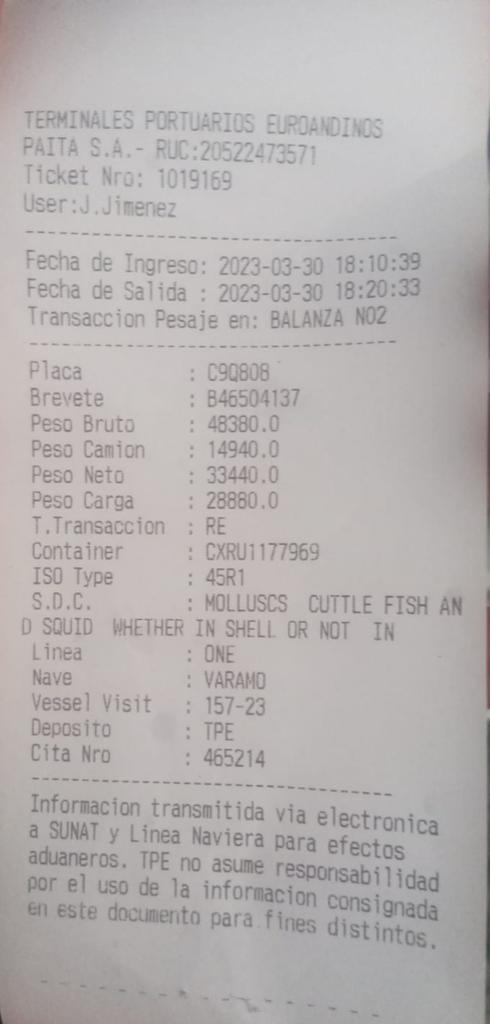 TERMINALES PORTUARIOS EUROANDINOS
PAITA S.A.- RUC:20522473571
Ticket Nro: 1019169
User:J.Jimenez
Fecha de Ingreso: 2023-03-30 18:10:39
Fecha de Salida : 2023-03-30 18:20:33
Transaccion Pesaje en: BALANZA NO2
Placa : C9Q808
Brevete : B46504137
Peso Bruto : 48380.0
Peso Camion : 14940.0
Peso Neto : 33440.0
Peso Carga : 28880.0
T.Transaccion : RE
Container : CXRU1177969
ISO Type : 45R1
S.D.C. : MOLLUSCS CUTTLE FISH AN
D SQUID WHETHER IN SHELL OR NOT IN
Linea : ONE
Nave : VARAMO
Vessel Visit : 157-23
Deposito : TPE
Cita Nro : 465214
Informacion transmitida via electronica
a SUNAT y Linea Naviera para efectos
aduaneros. TPE no asume responsabilidad
por el uso de la informacion consignada
en este documento para fines distintos.